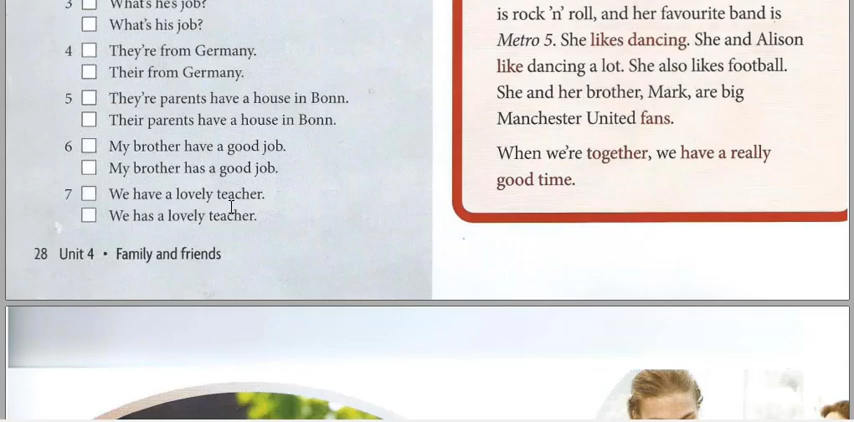 3 What's he's job?
What's his job?
4 They're from Germany.
Their from Germany.
5 They're parents have a house in Bonn.
Their parents have a house in Bonn.
6 My brother have a good job.
My brother has a good job.
7 We have a lovely teacher.
We has a lovely teacher.
28 Unit 4 • Family and friends
is rock 'n' roll, and her favourite band is
Metro 5. She likes dancing. She and Alison
like dancing a lot. She also likes football.
She and her brother, Mark, are big
Manchester United fans.
When we're together, we have a really
good time.